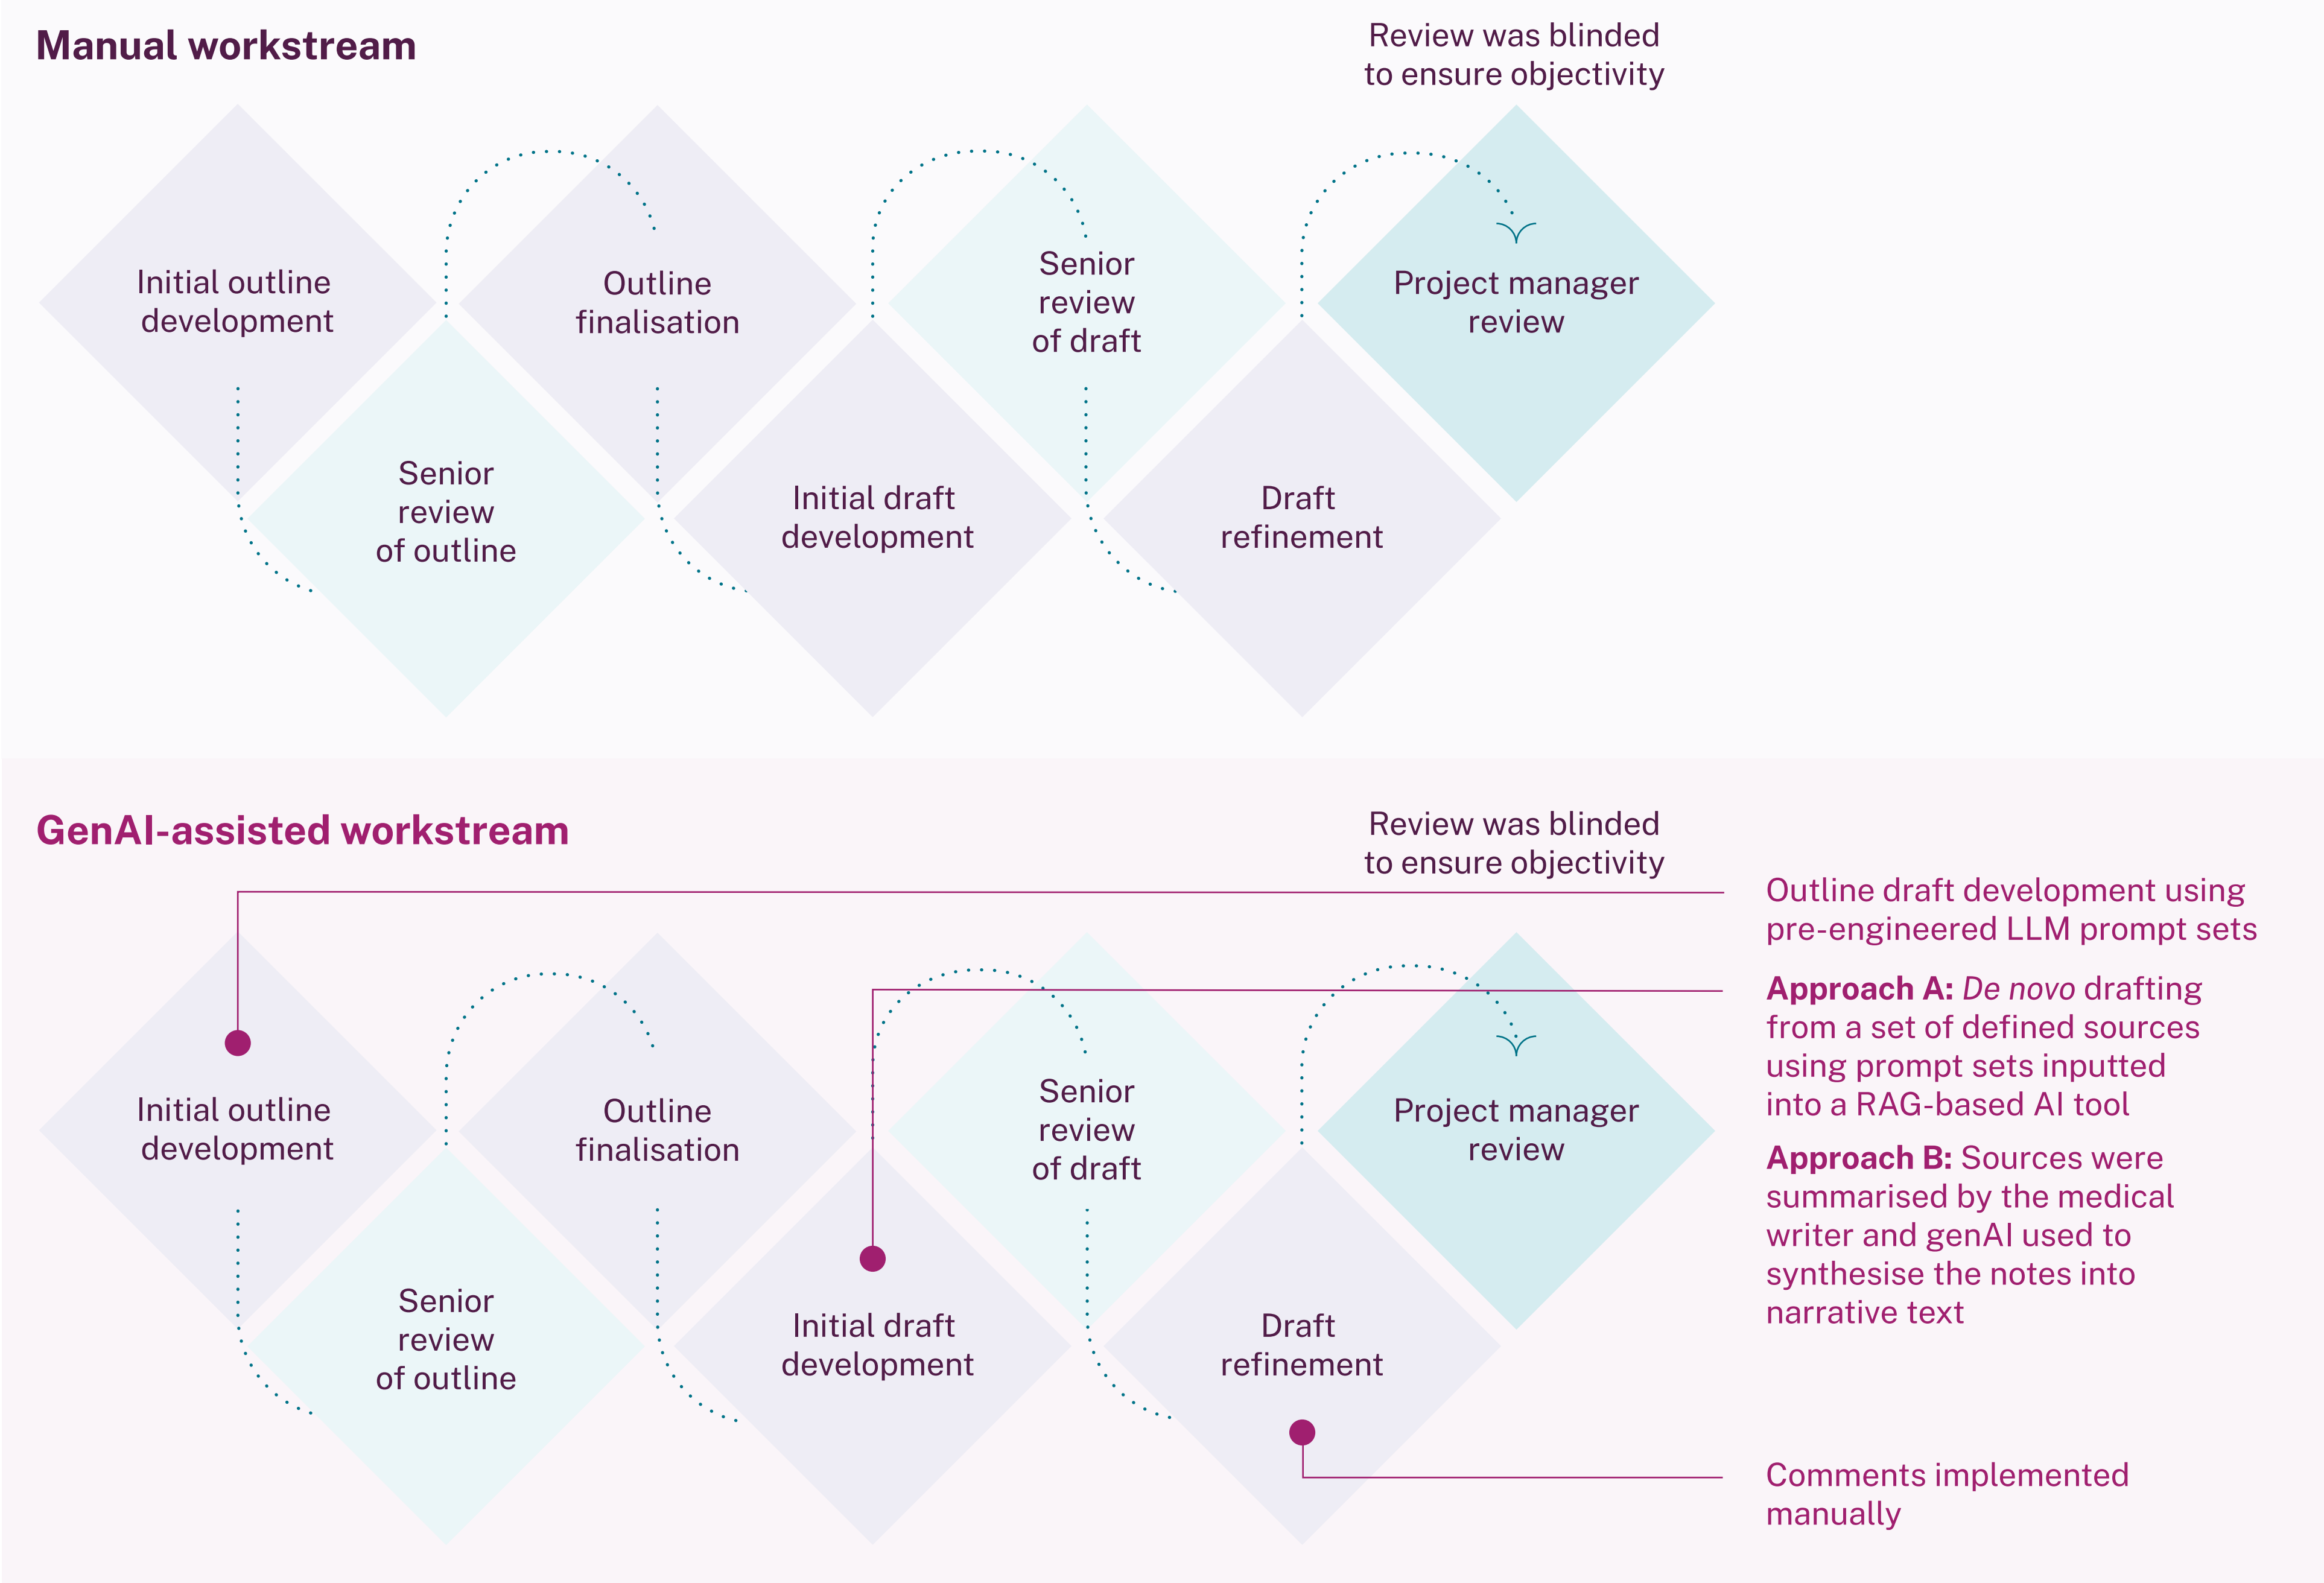 Manual workstream
Review was blinded
to ensure objectivity
Initial outline
development
Senior
review
of outline
Outline
finalisation
Initial draft
development
Senior
review
of draft
Draft
refinement
Project manager
review
GenAI-assisted workstream
Review was blinded
to ensure objectivity
Initial outline
development
Senior
review
of outline
Outline
finalisation
Initial draft
development
Senior
review
of draft
Draft
refinement
Project manager
review
Outline draft development using
pre-engineered LLM prompt sets
Approach A: De novo drafting
from a set of defined sources
using prompt sets inputted
into a RAG-based AI tool
Approach B: Sources were
summarised by the medical
writer and genAI used to
synthesise the notes into
narrative text
Comments implemented
manually